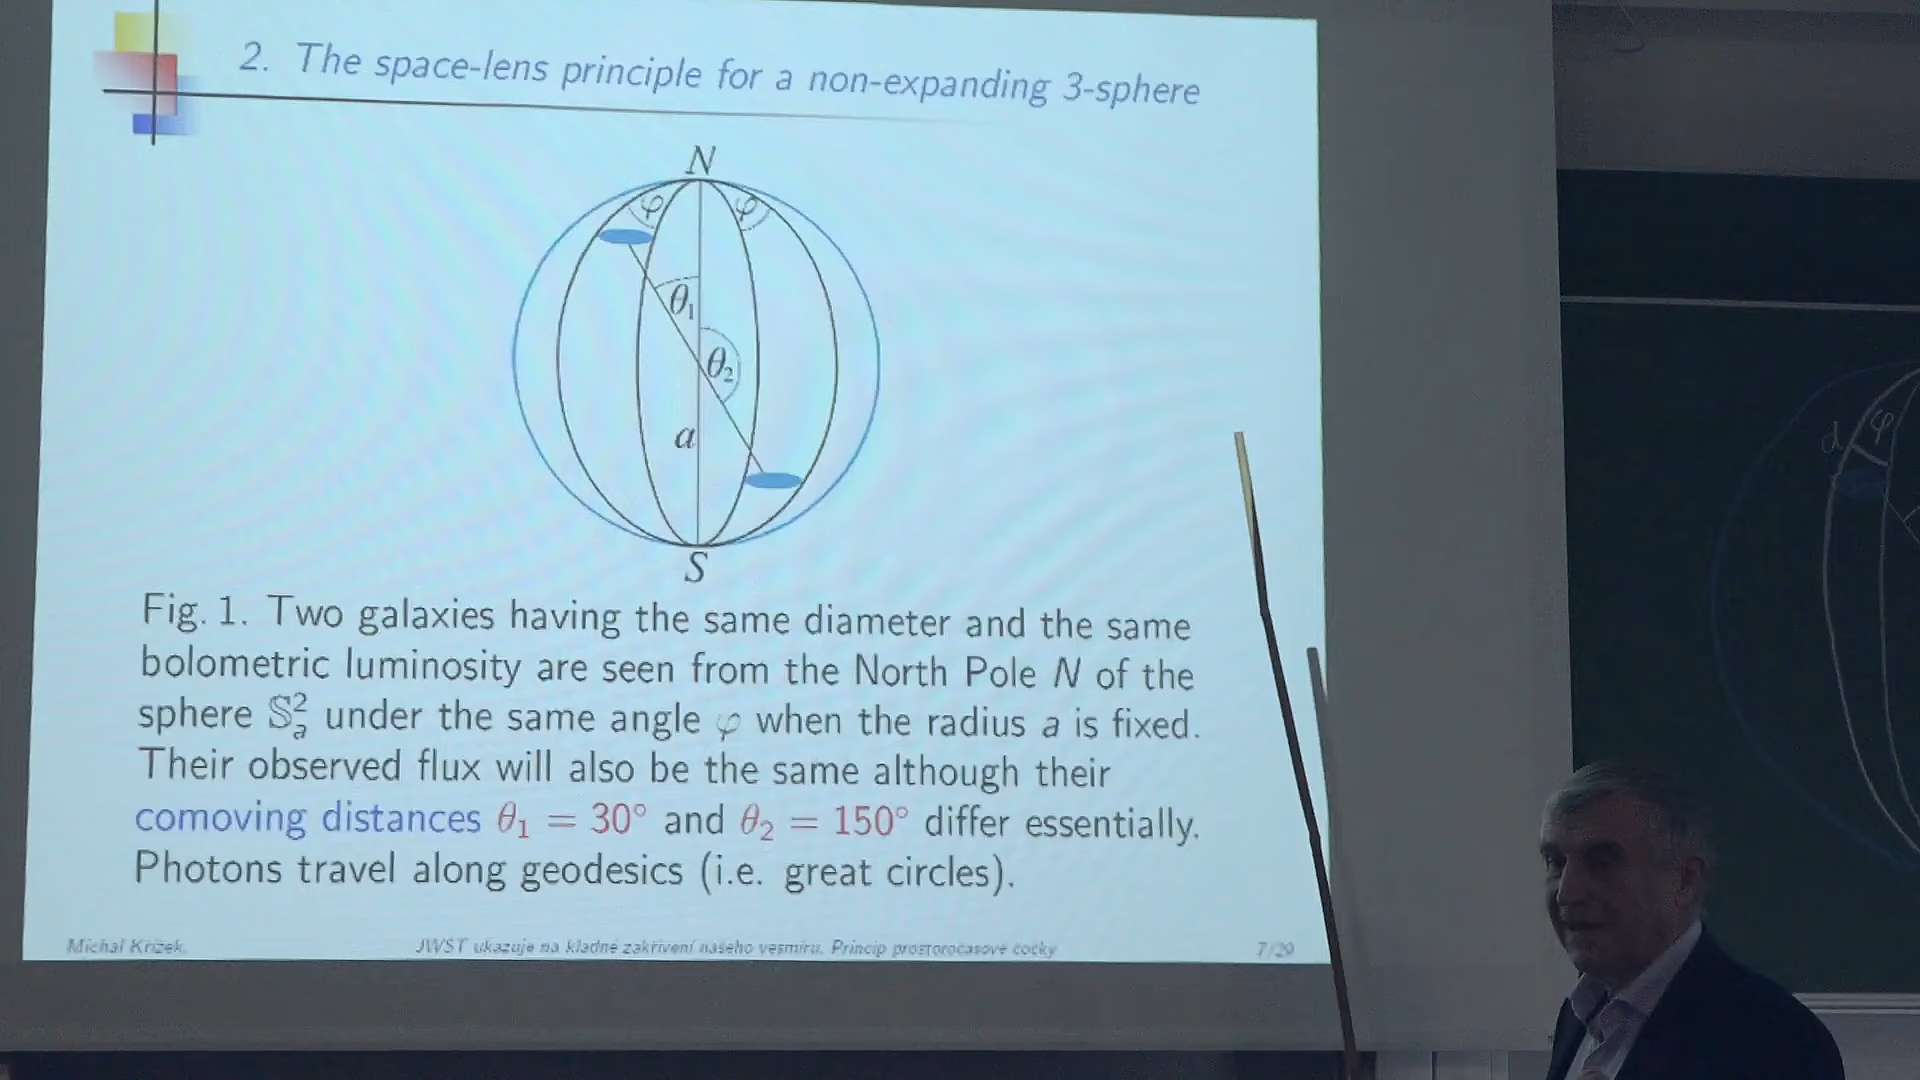 2. The space-lens principle for a non-expanding 3-sphere
N
φ φ
θ₁
θ₂
a
S
Fig. 1. Two galaxies having the same diameter and the same
bolometric luminosity are seen from the North Pole N of the
sphere 𝕊²ₐ under the same angle φ when the radius a is fixed.
Their observed flux will also be the same although their
comoving distances θ₁ = 30° and θ₂ = 150° differ essentially.
Photons travel along geodesics (i.e. great circles).
Michal Křížek, JWST ukazuje na kladné zakřivení našeho vesmíru. Princip prostoročasové čočky 7/29
d φ